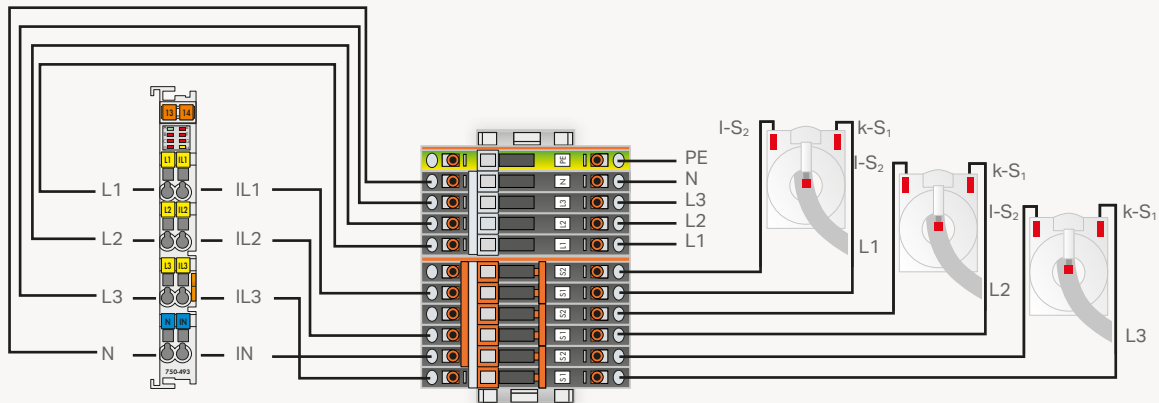 13 14
L1 IL1
L2 IL2
L3 IL3
N IN
750-493
L1
L2
L3
N
IL1
IL2
IL3
IN
PE
N
L3
L2
L1
S2
S1
S2
S1
S2
S1
PE
N
L3
L2
L1
l-S₂ k-S₁
L1
l-S₂ k-S₁
L2
l-S₂ k-S₁
L3